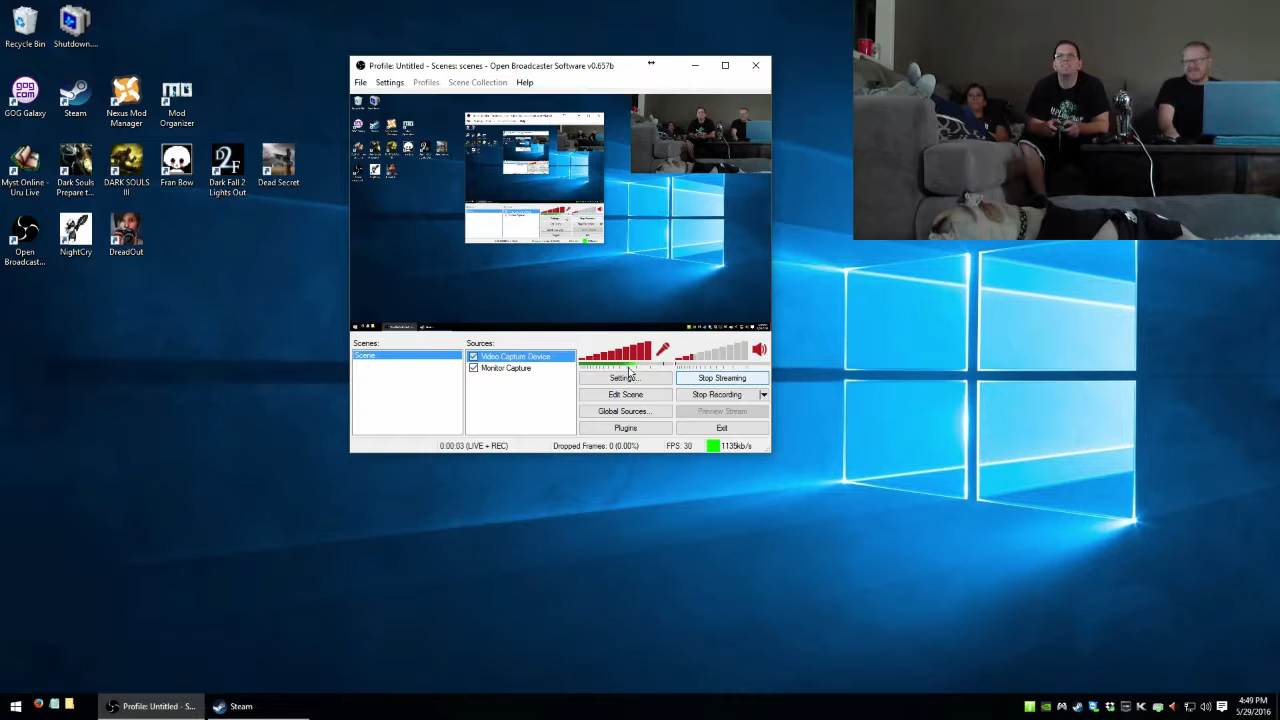 Recycle Bin
Shutdown....
GOG Galaxy
Steam
Nexus Mod
Manager
Mod
Organizer
Myst Online -
Uru Live
Dark Souls
Prepare t...
DARK SOULS
III
Fran Bow
Dark Fall 2
Lights Out
Dead Secret
Open
Broadcast...
NightCry
DreadOut
Profile: Untitled - Scenes: scenes - Open Broadcaster Software v0.657b
File Settings Profiles Scene Collection Help
Scenes:
Scene
Sources:
Video Capture Device
Monitor Capture
Settings...
Stop Streaming
Edit Scene
Stop Recording
Global Sources...
Preview Stream
Plugins
Exit
0:00:03 (LIVE + REC) Dropped Frames: 0 (0.00%) FPS: 30 1135kb/s
Profile: Untitled - S...
Steam
4:49 PM
5/29/2016